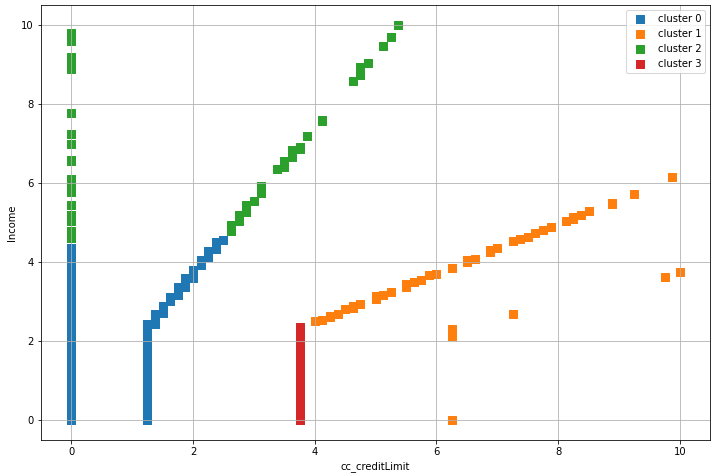 cluster 0
cluster 1
cluster 2
cluster 3
10
8
6
4
2
0
Income
0 2 4 6 8 10
cc_creditLimit